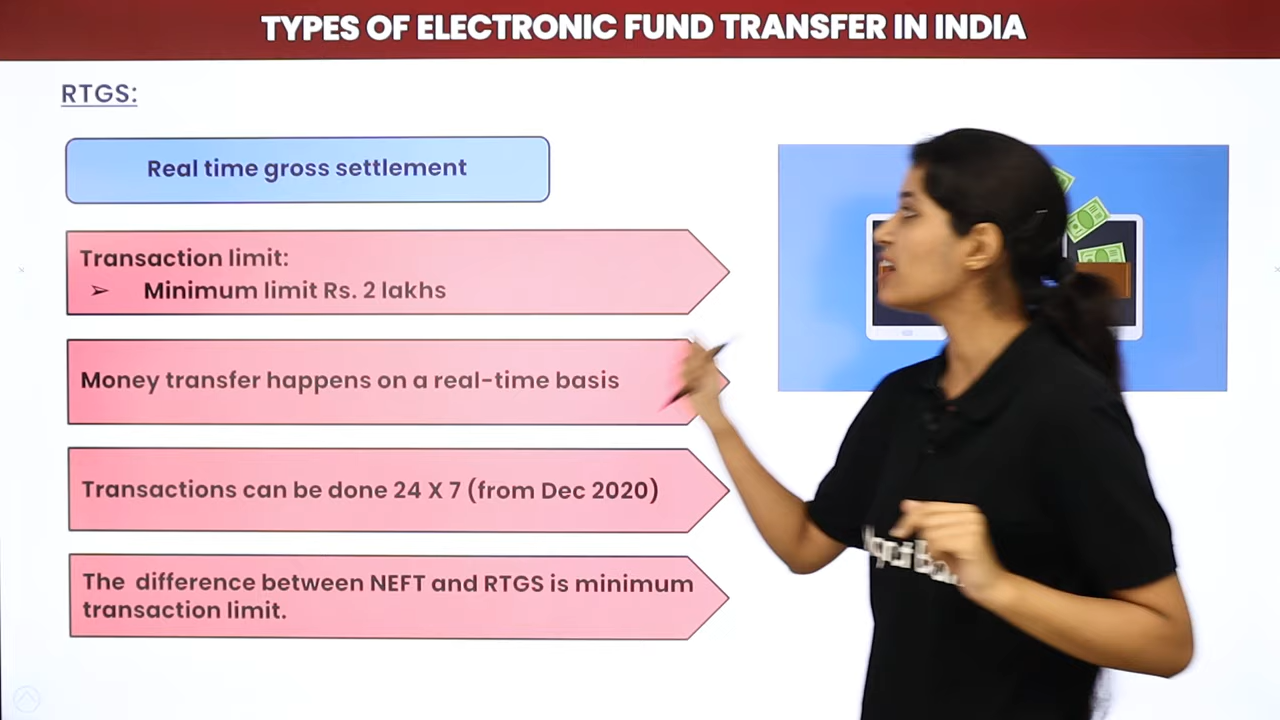 TYPES OF ELECTRONIC FUND TRANSFER IN INDIA
RTGS:
Real time gross settlement
Transaction limit:
➢ Minimum limit Rs. 2 lakhs
Money transfer happens on a real-time basis
Transactions can be done 24 X 7 (from Dec 2020)
The difference between NEFT and RTGS is minimum
transaction limit.